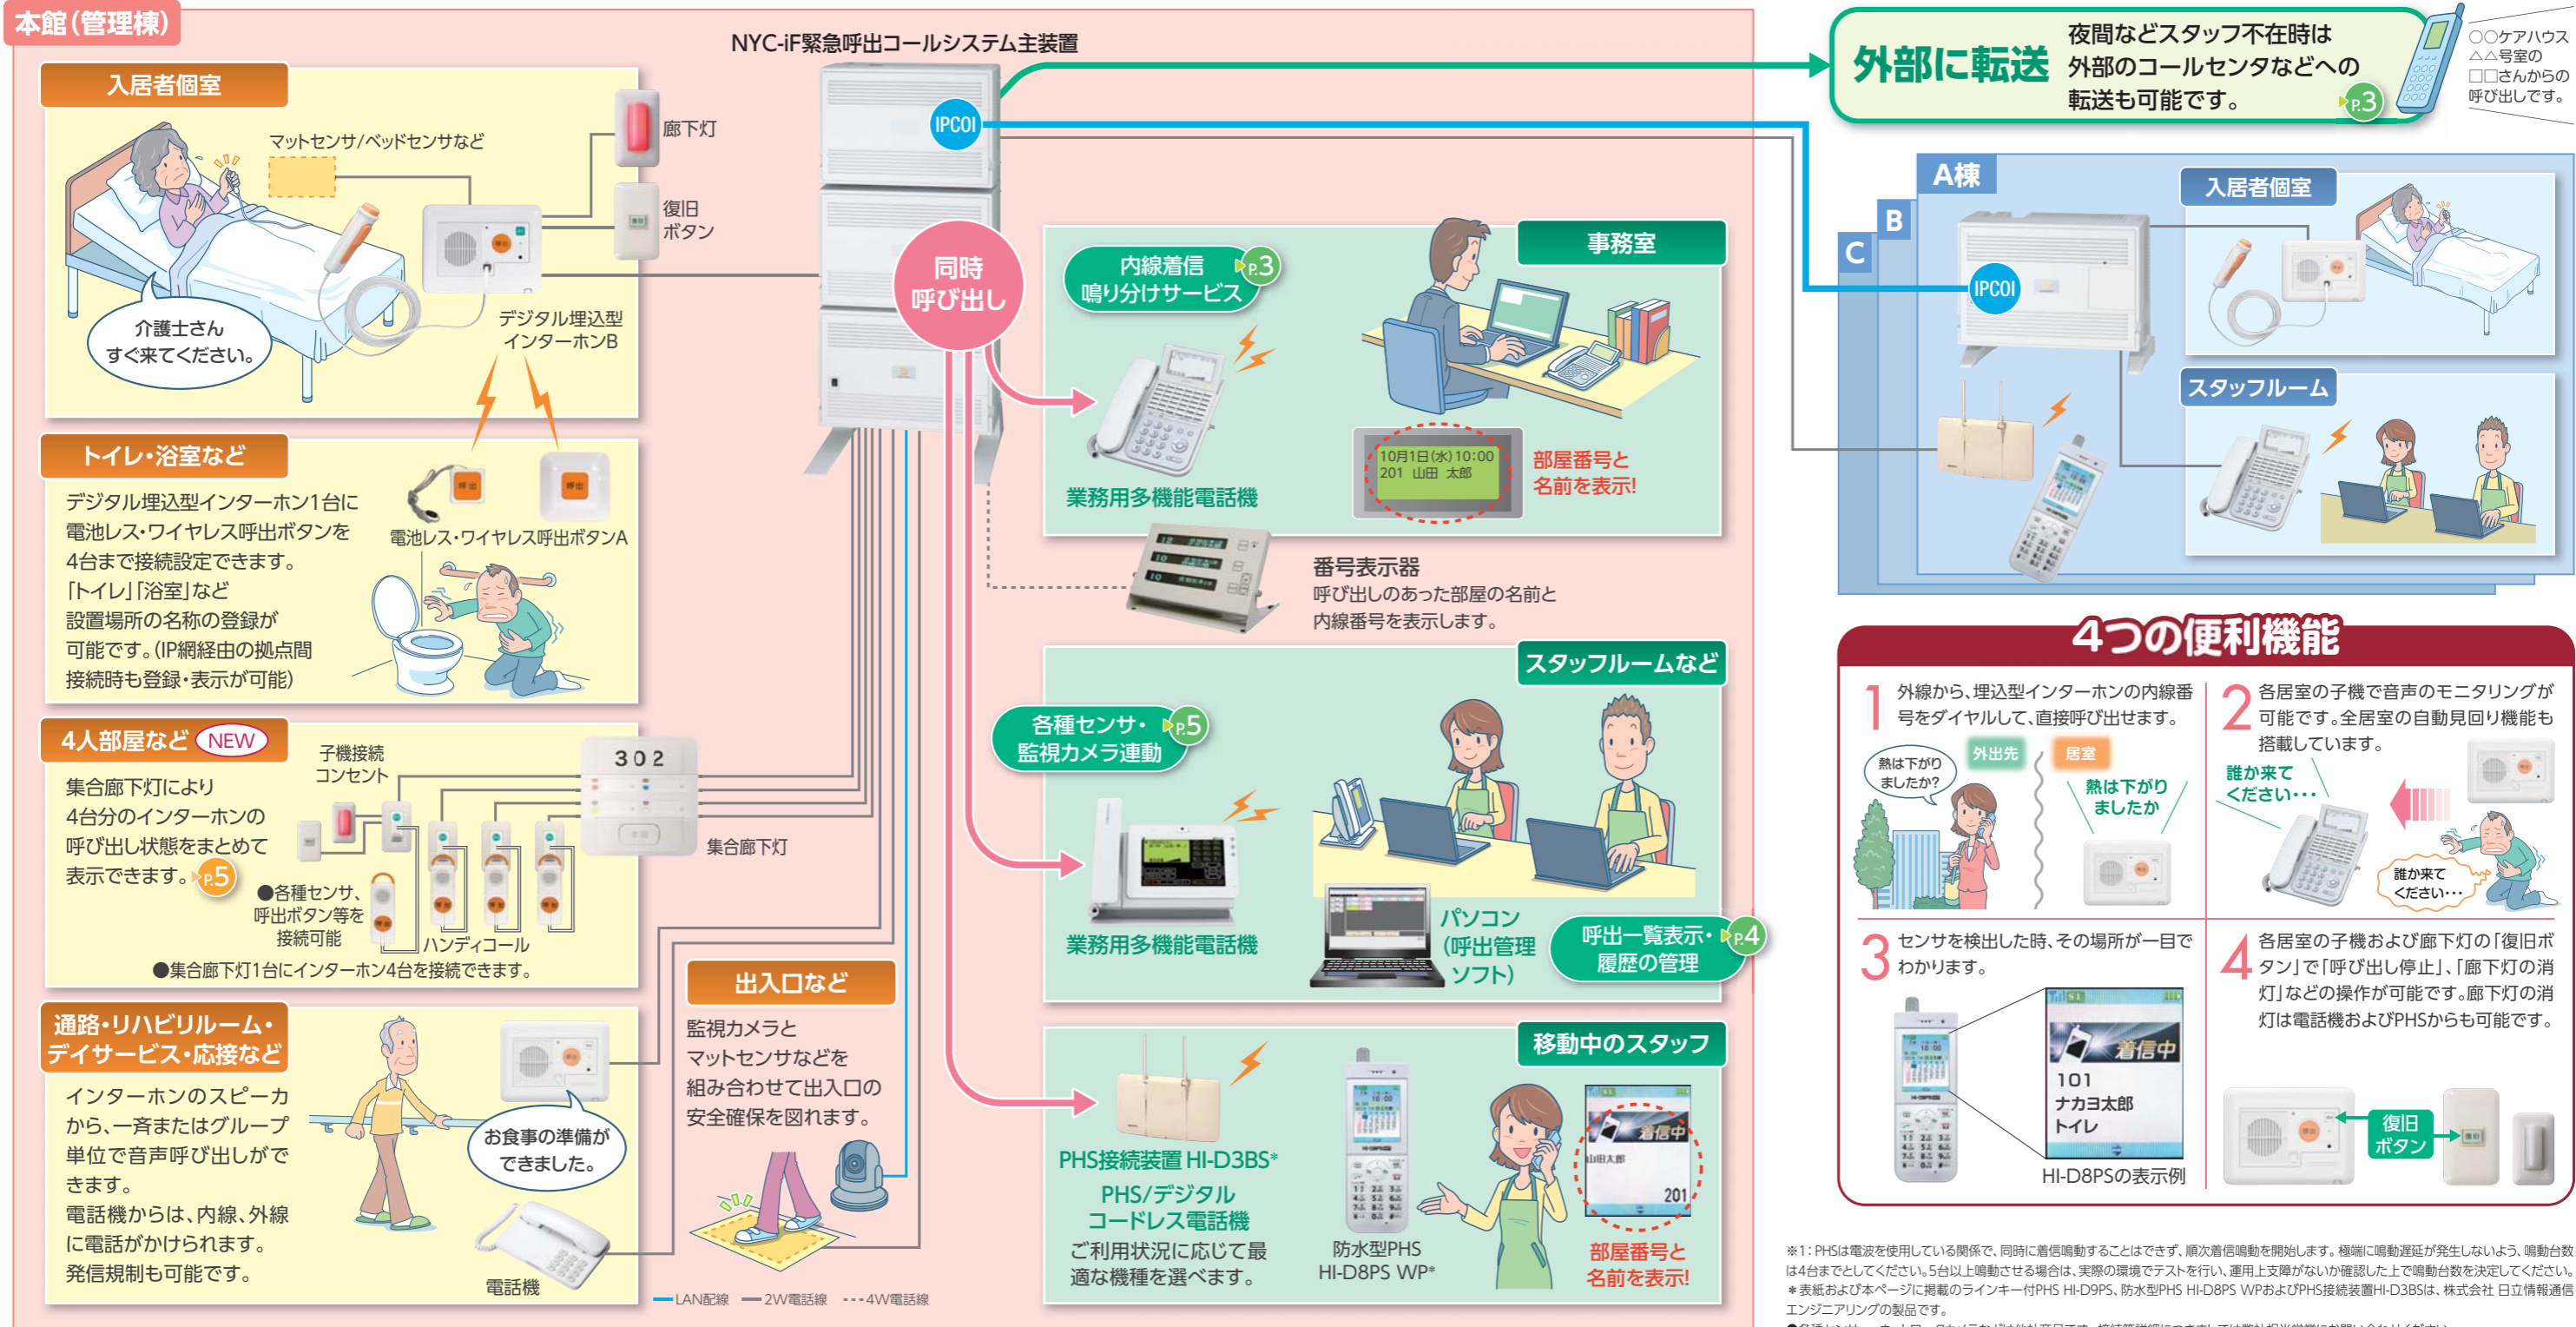 本館（管理棟）
NYC-iF緊急呼出コールシステム主装置
入居者個室
マットセンサ/ベッドセンサなど
廊下灯
復旧
ボタン
介護士さん
すぐ来てください。
デジタル埋込型
インターホンB
IPCOI
同時
呼び出し
トイレ・浴室など
デジタル埋込型インターホン1台に
電池レス・ワイヤレス呼出ボタンを
4台まで接続設定できます。
「トイレ」「浴室」など
設置場所の名称の登録が
可能です。(IP網経由の拠点間
接続時も登録・表示が可能)
呼出
呼出
電池レス・ワイヤレス呼出ボタンA
4人部屋など NEW
集合廊下灯により
4台分のインターホンの
呼び出し状態をまとめて
表示できます。 P.5
子機接続
コンセント
302
集合廊下灯
●各種センサ、
呼出ボタン等を
接続可能
ハンディコール
●集合廊下灯1台にインターホン4台を接続できます。
通路・リハビリルーム・
デイサービス・応接など
インターホンのスピーカ
から、一斉またはグループ
単位で音声呼び出しがで
きます。
電話機からは、内線、外線
に電話がかけられます。
発信規制も可能です。
お食事の準備が
できました。
電話機
出入口など
監視カメラと
マットセンサなどを
組み合わせて出入口の
安全確保を図れます。
LAN配線 2W電話線 4W電話線
事務室
内線着信 P.3
鳴り分けサービス
業務用多機能電話機
10月1日(水)10:00
201 山田 太郎
部屋番号と
名前を表示!
番号表示器
呼び出しのあった部屋の名前と
内線番号を表示します。
スタッフルームなど
各種センサ・ P.5
監視カメラ連動
業務用多機能電話機
パソコン
(呼出管理
ソフト)
呼出一覧表示・ P.4
履歴の管理
移動中のスタッフ
PHS接続装置 HI-D3BS*
PHS/デジタル
コードレス電話機
ご利用状況に応じて最
適な機種を選べます。
防水型PHS
HI-D8PS WP*
着信中
山田太郎
201
部屋番号と
名前を表示!
外部に転送
夜間などスタッフ不在時は
外部のコールセンタなどへの
転送も可能です。 P.3
○○ケアハウス
△△号室の
□□さんからの
呼び出しです。
A棟
B
C
IPCOI
入居者個室
スタッフルーム
4つの便利機能
1 外線から、埋込型インターホンの内線番
号をダイヤルして、直接呼び出せます。
熱は下がり
ましたか?
外出先
居室
熱は下がり
ましたか
2 各居室の子機で音声のモニタリングが
可能です。全居室の自動見回り機能も
搭載しています。
誰か来て
ください・・・
誰か来て
ください・・・
3 センサを検出した時、その場所が一目で
わかります。
着信中
101
ナカヨ太郎
トイレ
HI-D8PSの表示例
4 各居室の子機および廊下灯の「復旧ボ
タン」で「呼び出し停止」、「廊下灯の消
灯」などの操作が可能です。廊下灯の消
灯は電話機およびPHSからも可能です。
復旧
ボタン
※1：PHSは電波を使用している関係で、同時に着信鳴動することはできず、順次着信鳴動を開始します。極端に鳴動遅延が発生しないよう、鳴動台数
は4台までとしてください。5台以上鳴動させる場合は、実際の環境でテストを行い、運用上支障がないか確認した上で鳴動台数を決定してください。
＊表紙および本ページに掲載のラインキー付PHS HI-D9PS、防水型PHS HI-D8PS WPおよびPHS接続装置HI-D3BSは、株式会社 日立情報通信
エンジニアリングの製品です。